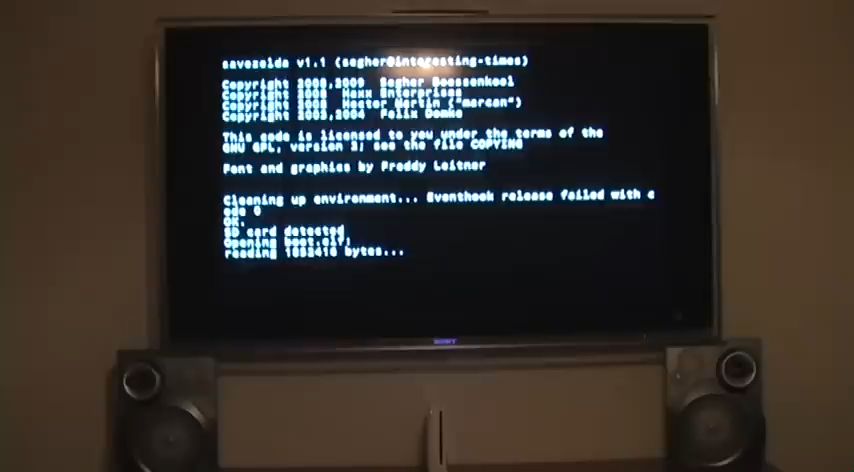 savezelda v1.1 (segher@interesting-times)
Copyright 2008,2009 Segher Boessenkool
Copyright 2008 Haxx Enterprises
Copyright 2008 Hector Martin ("marcan")
Copyright 2003,2004 Felix Domke
This code is licensed to you under the terms of the
GNU GPL, version 2; see the file COPYING
Font and graphics by Freddy Leitner
Cleaning up environment... Eventhook release failed with c
ode 0
OK.
SD card detected
Opening boot.elf:
reading bytes...
SONY